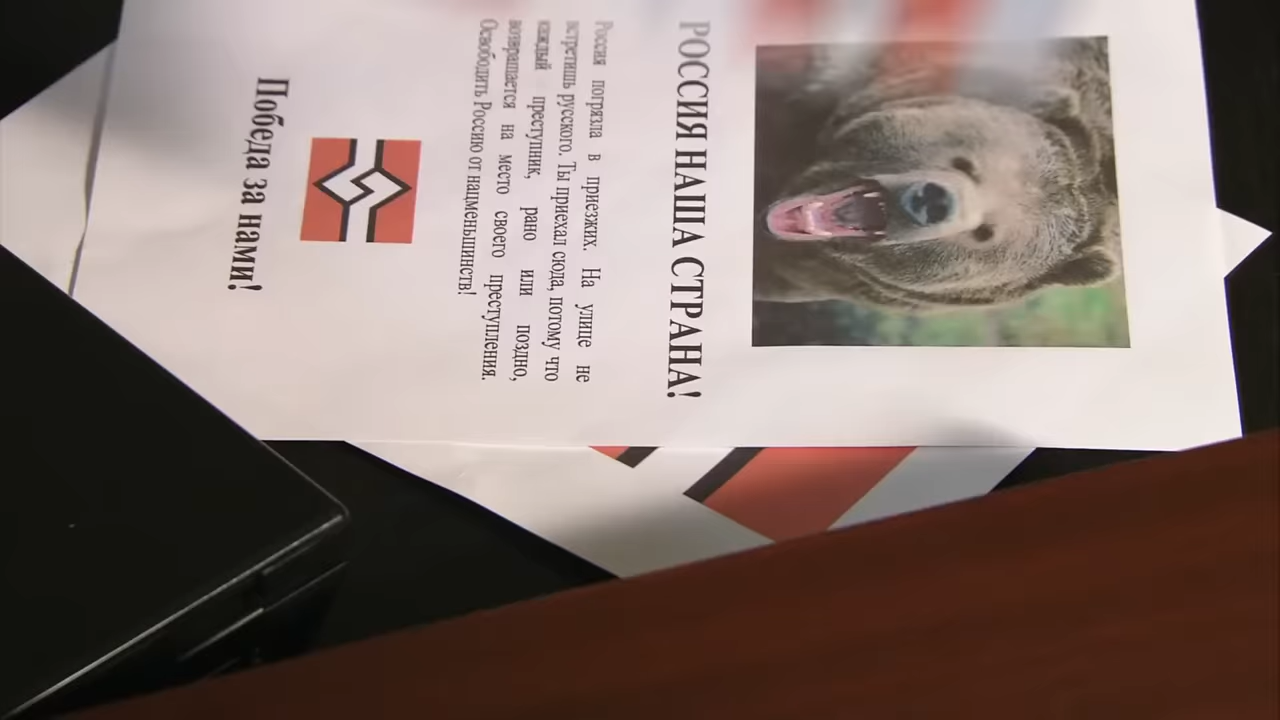 РОССИЯ НАША СТРАНА!
Россия погрязла в приезжих. На улице не
встретишь русского. Ты приехал сюда, потому что
каждый преступник, рано или поздно,
возвращается на место своего преступления.
Освободить Россию от нацменьшинств!
Победа за нами!